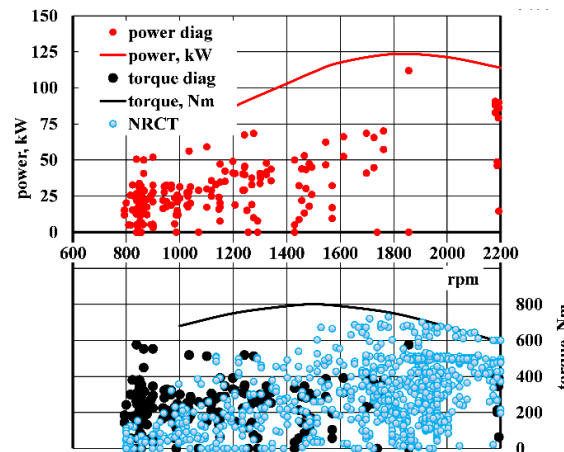 150
125
100
75
50
25
0
power, kW
power diag
power, kW
torque diag
torque, Nm
NRCT
600 800 1000 1200 1400 1600 1800 2000 2200
rpm
800
600
400
200
0
torque, Nm